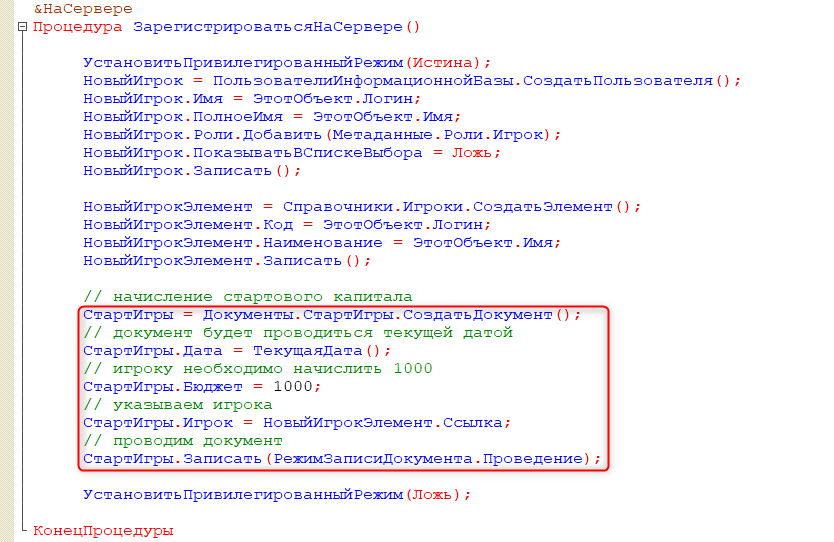 &НаСервере
Процедура ЗарегистрироватьсяНаСервере()
УстановитьПривилегированныйРежим(Истина);
НовыйИгрок = ПользователиИнформационнойБазы.СоздатьПользователя();
НовыйИгрок.Имя = ЭтотОбъект.Логин;
НовыйИгрок.ПолноеИмя = ЭтотОбъект.Имя;
НовыйИгрок.Роли.Добавить(Метаданные.Роли.Игрок);
НовыйИгрок.ПоказыватьВСпискеВыбора = Ложь;
НовыйИгрок.Записать();
НовыйИгрокЭлемент = Справочники.Игроки.СоздатьЭлемент();
НовыйИгрокЭлемент.Код = ЭтотОбъект.Логин;
НовыйИгрокЭлемент.Наименование = ЭтотОбъект.Имя;
НовыйИгрокЭлемент.Записать();
// начисление стартового капитала
СтартИгры = Документы.СтартИгры.СоздатьДокумент();
// документ будет проводиться текущей датой
СтартИгры.Дата = ТекущаяДата();
// игроку необходимо начислить 1000
СтартИгры.Бюджет = 1000;
// указываем игрока
СтартИгры.Игрок = НовыйИгрокЭлемент.Ссылка;
// проводим документ
СтартИгры.Записать(РежимЗаписиДокумента.Проведение);
УстановитьПривилегированныйРежим(Ложь);
КонецПроцедуры